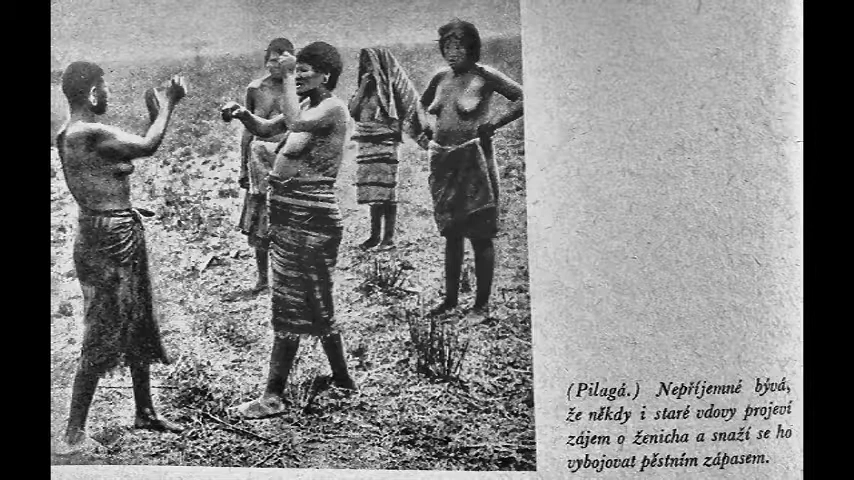 (Pilagá.) Nepříjemné bývá,
že někdy i staré vdovy projeví
zájem o ženicha a snaží se ho
vybojovat pěstním zápasem.